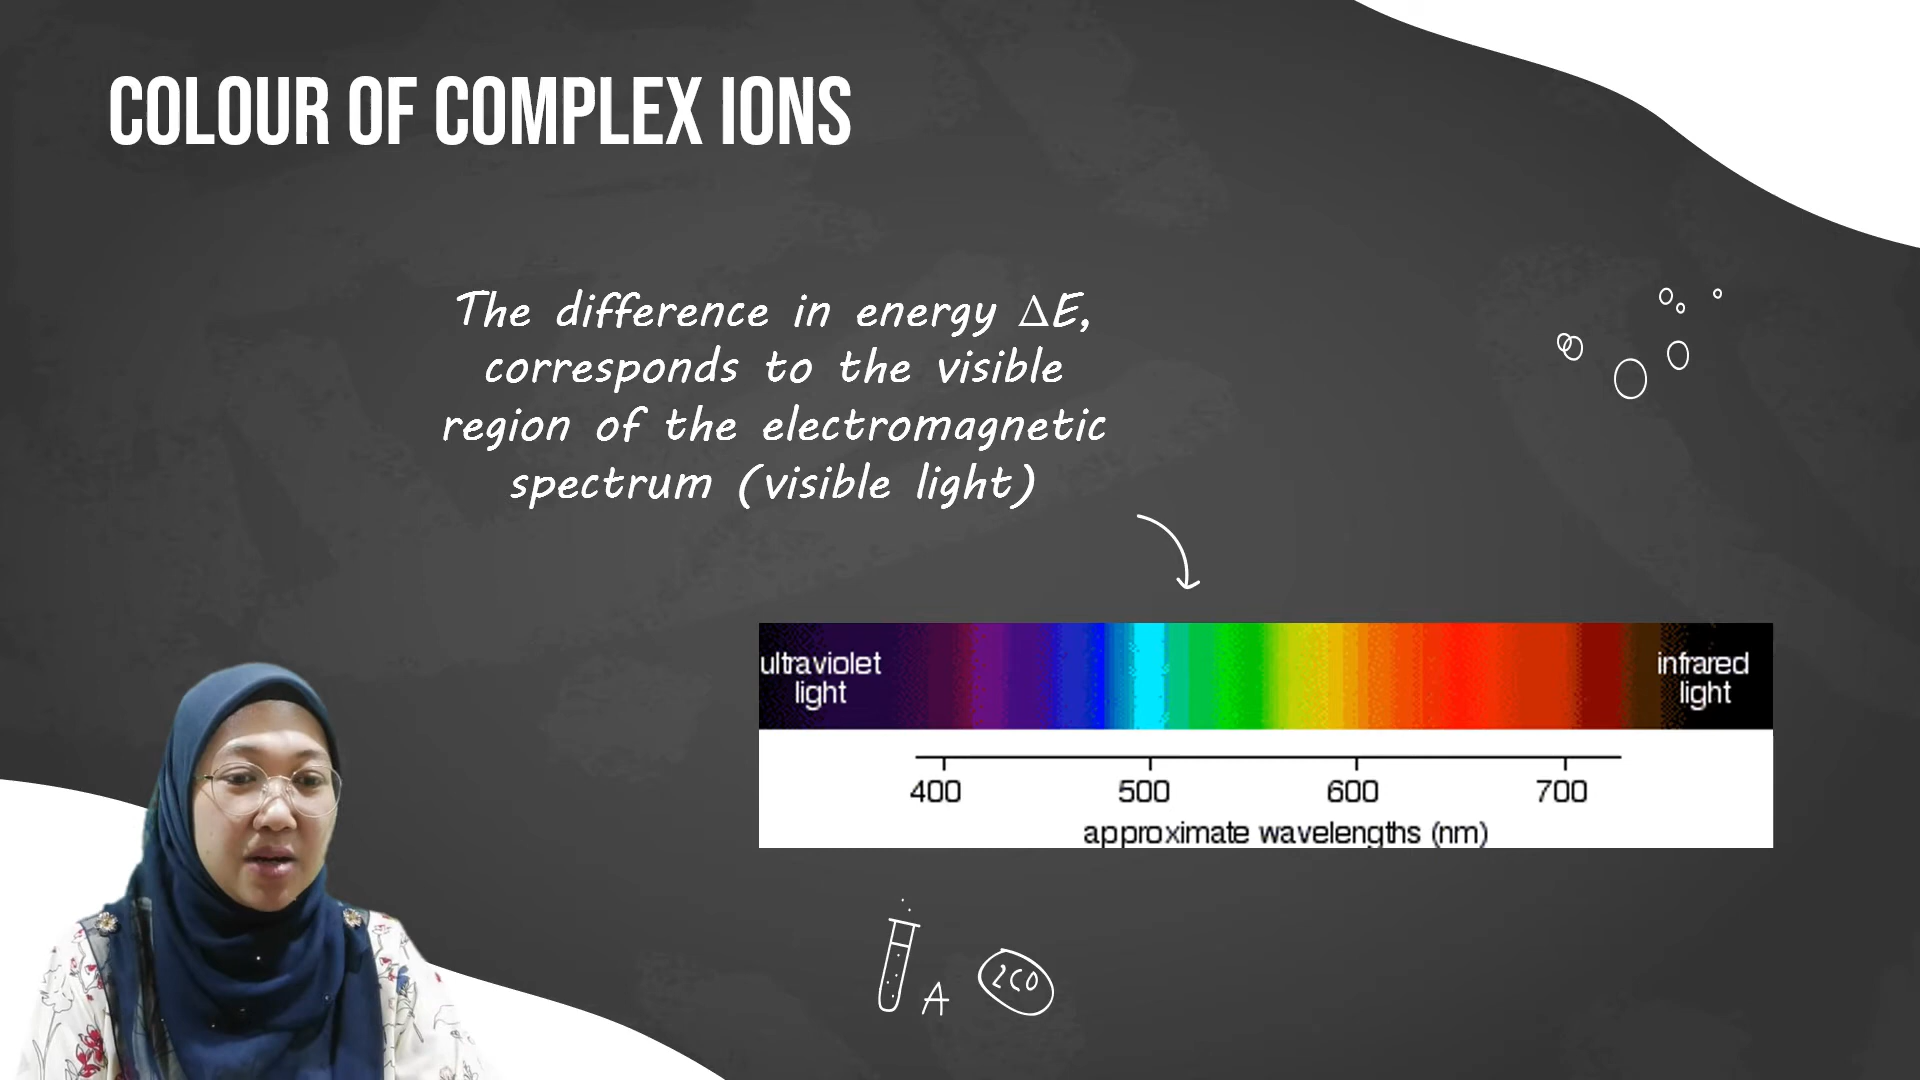 COLOUR OF COMPLEX IONS
The difference in energy ΔE,
corresponds to the visible
region of the electromagnetic
spectrum (visible light)
ultraviolet
light
infrared
light
400 500 600 700
approximate wavelengths (nm)
A 2CO